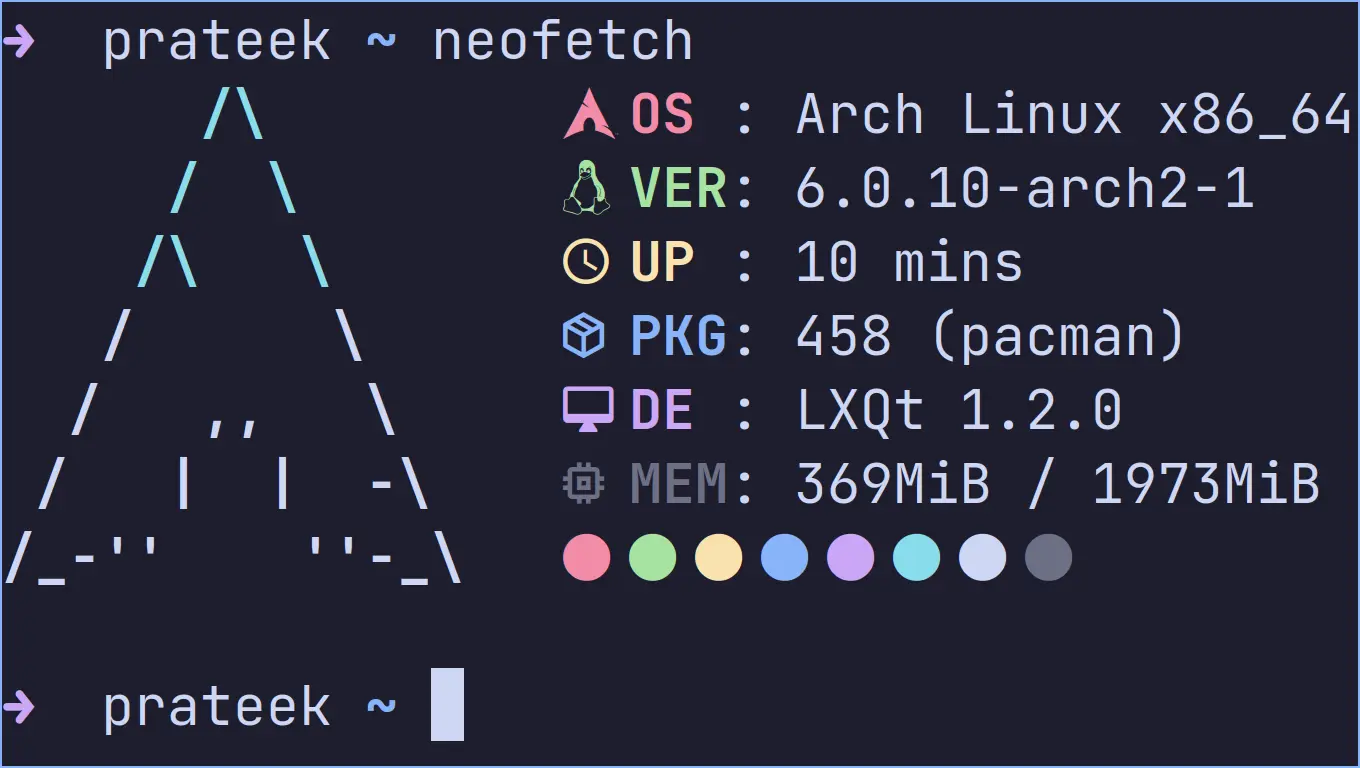 ➜  prateek ~ neofetch
OS : Arch Linux x86_64
VER: 6.0.10-arch2-1
UP : 10 mins
PKG: 458 (pacman)
DE : LXQt 1.2.0
MEM: 369MiB / 1973MiB
➜  prateek ~